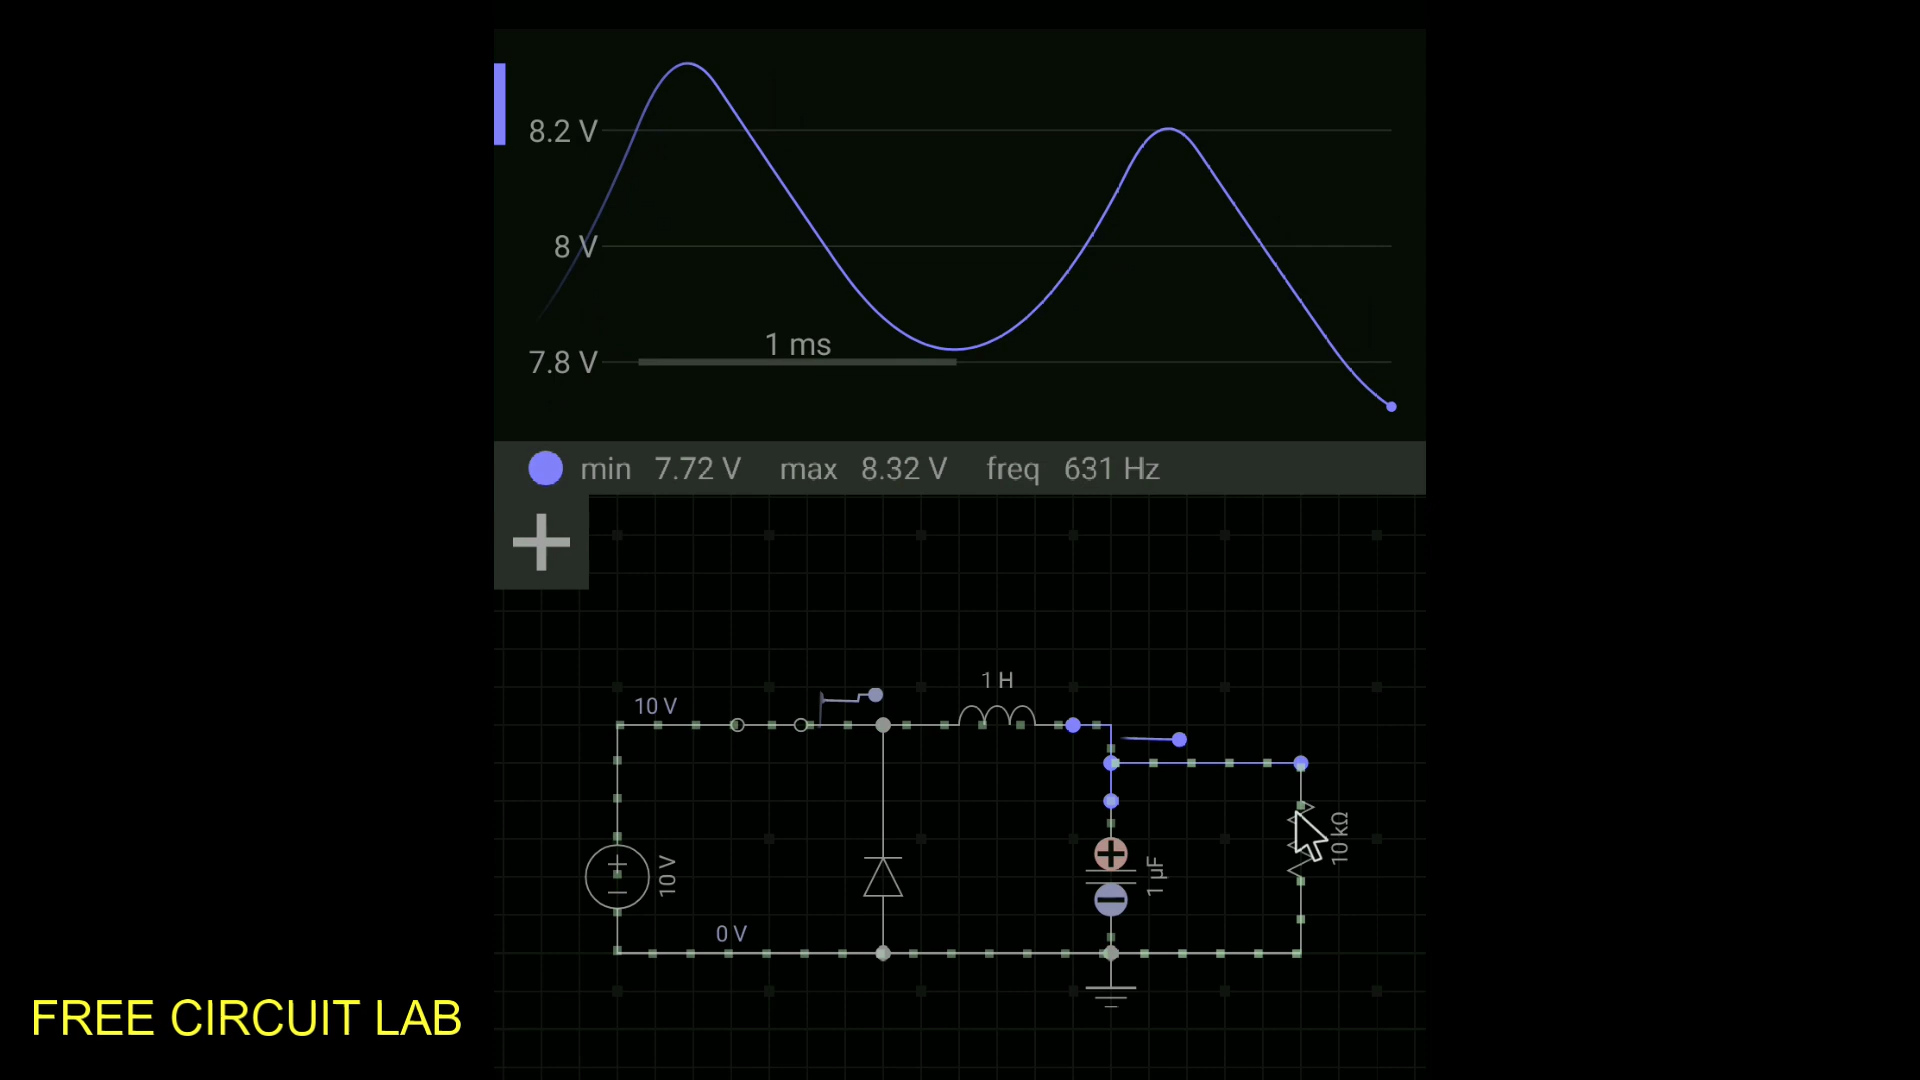 8.2 V
8 V
1 ms
7.8 V
min 7.72 V max 8.32 V freq 631 Hz
1 H
10 V
10 kΩ
10 V
1 µF
0 V
FREE CIRCUIT LAB